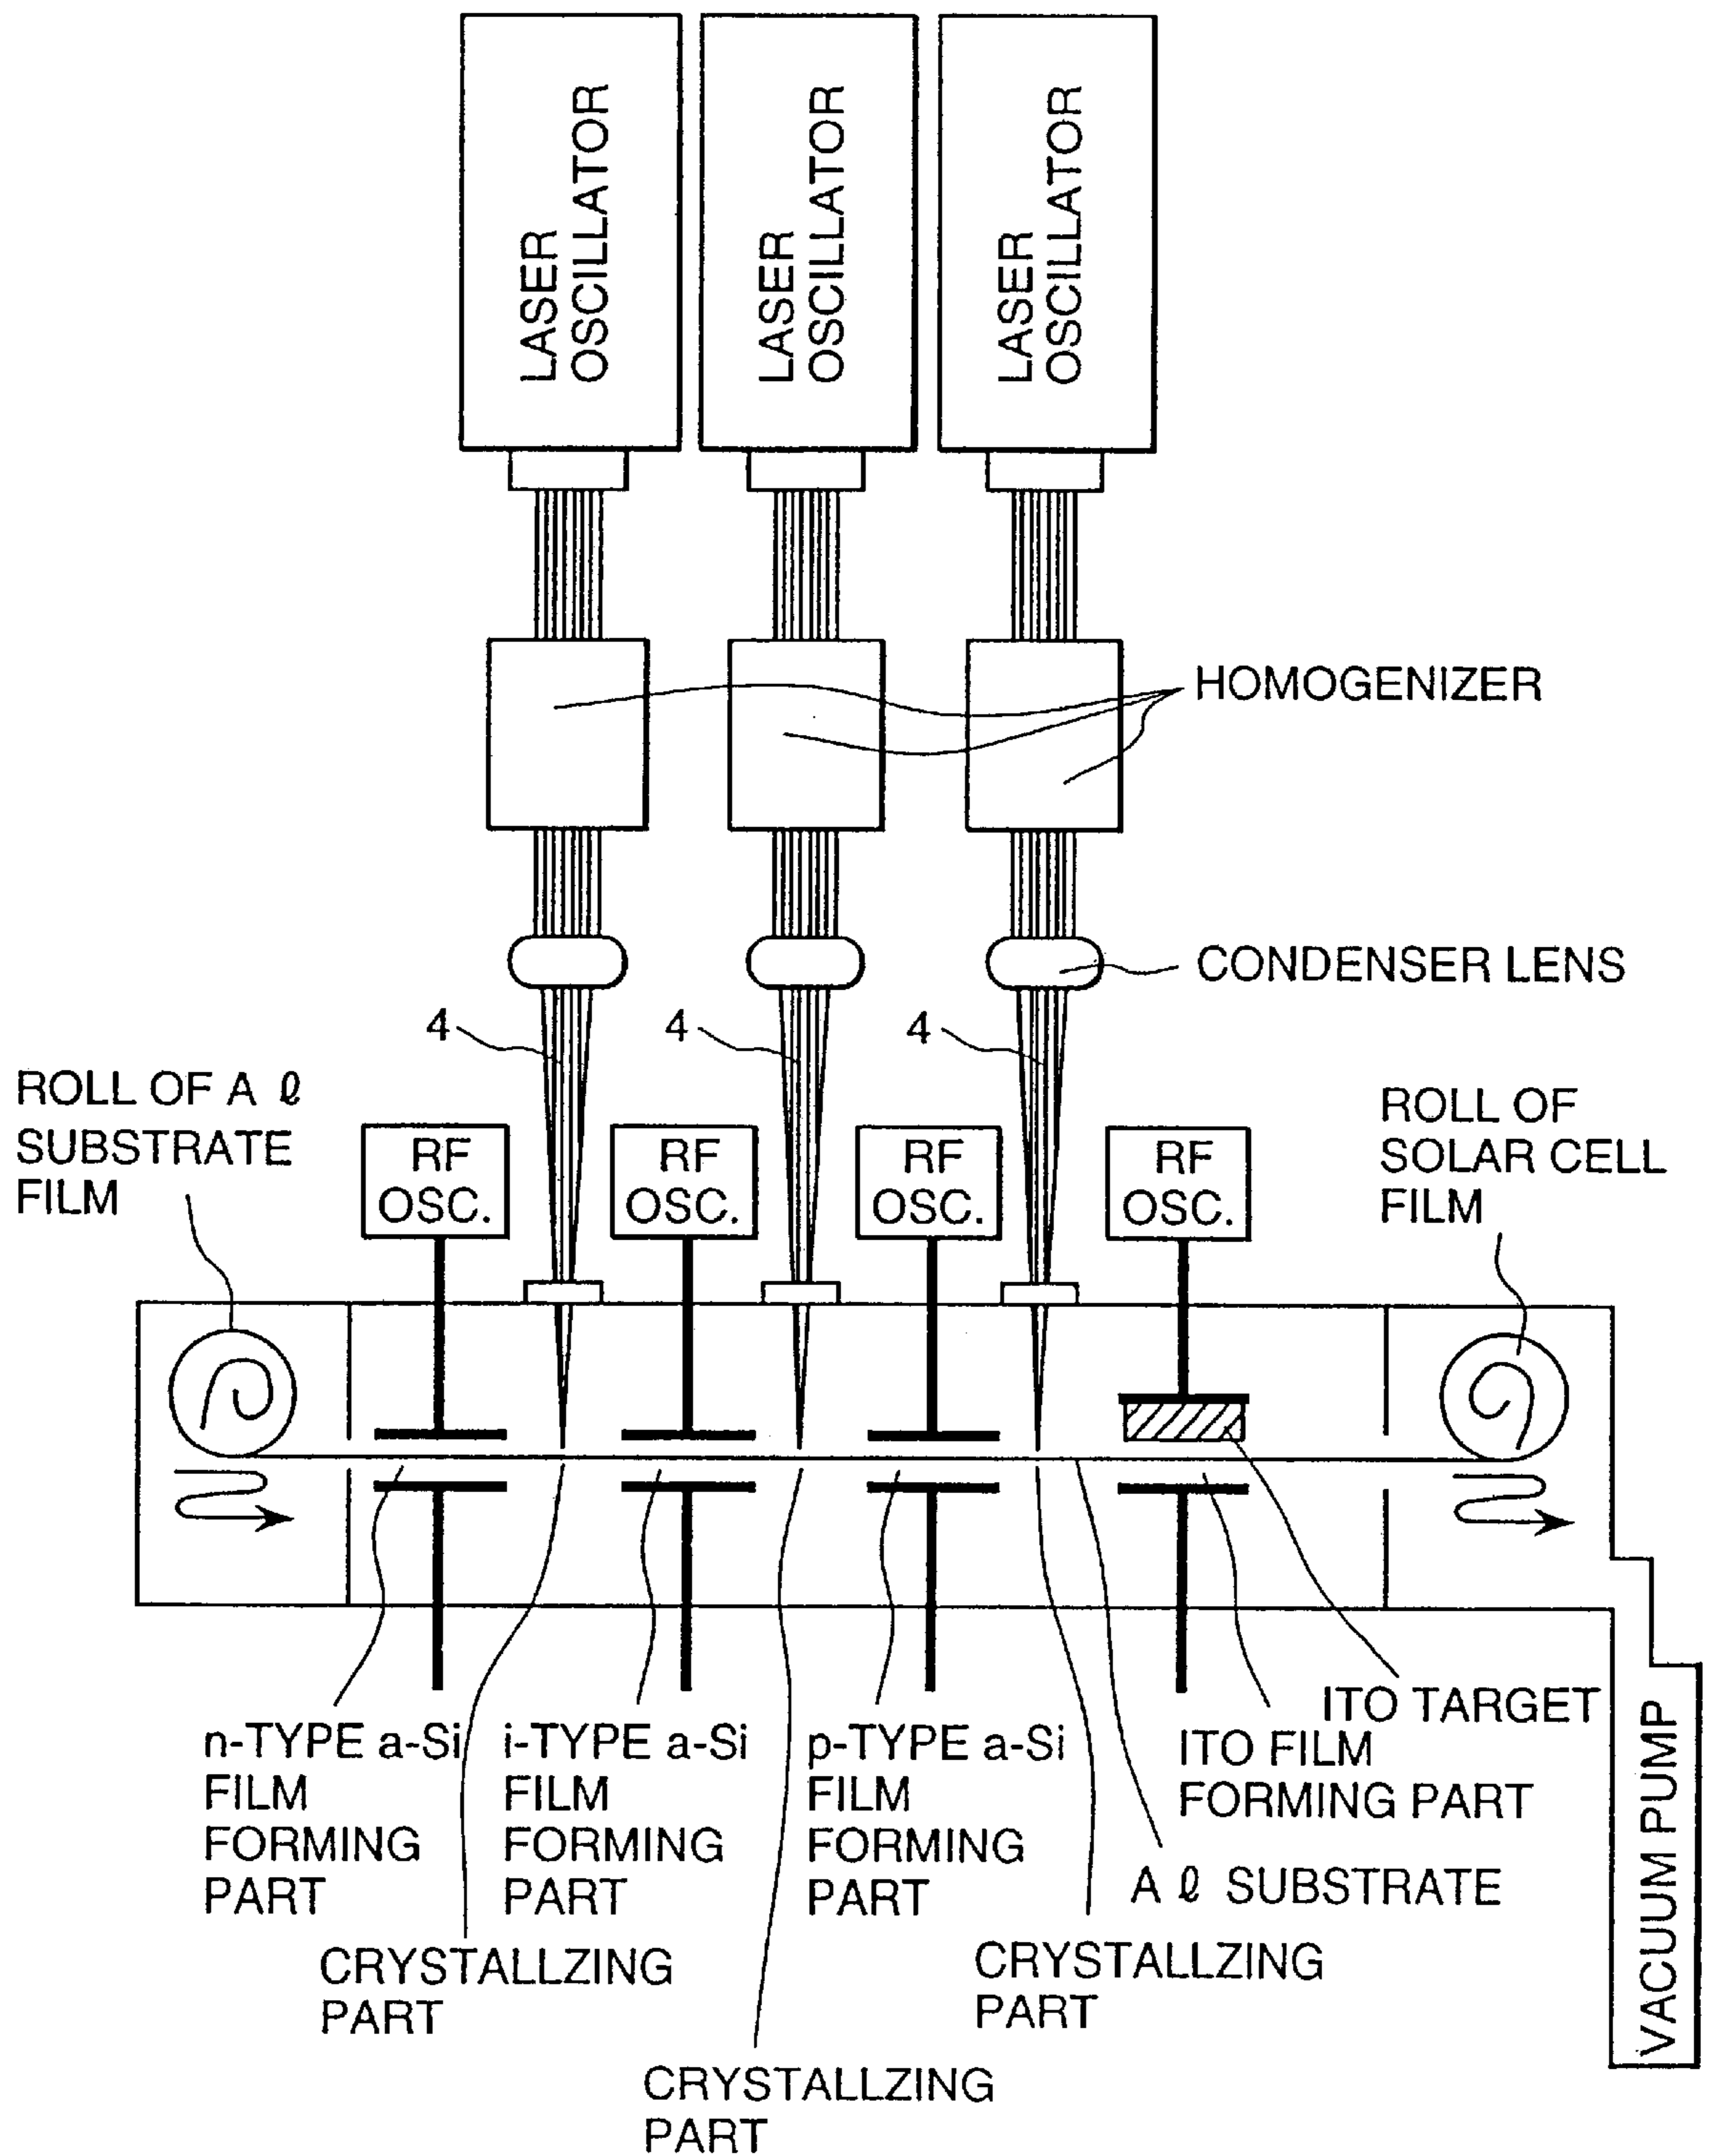 LASER
OSCILLATOR
LASER
OSCILLATOR
LASER
OSCILLATOR
HOMOGENIZER
CONDENSER LENS
4
4
4
ROLL OF A ℓ
SUBSTRATE
FILM
RF
OSC.
RF
OSC.
RF
OSC.
RF
OSC.
ROLL OF
SOLAR CELL
FILM
n-TYPE a-Si
FILM
FORMING
PART
i-TYPE a-Si
FILM
FORMING
PART
p-TYPE a-Si
FILM
FORMING
PART
ITO TARGET
ITO FILM
FORMING PART
A ℓ SUBSTRATE
CRYSTALLZING
PART
CRYSTALLZING
PART
CRYSTALLZING
PART
VACUUM PUMP